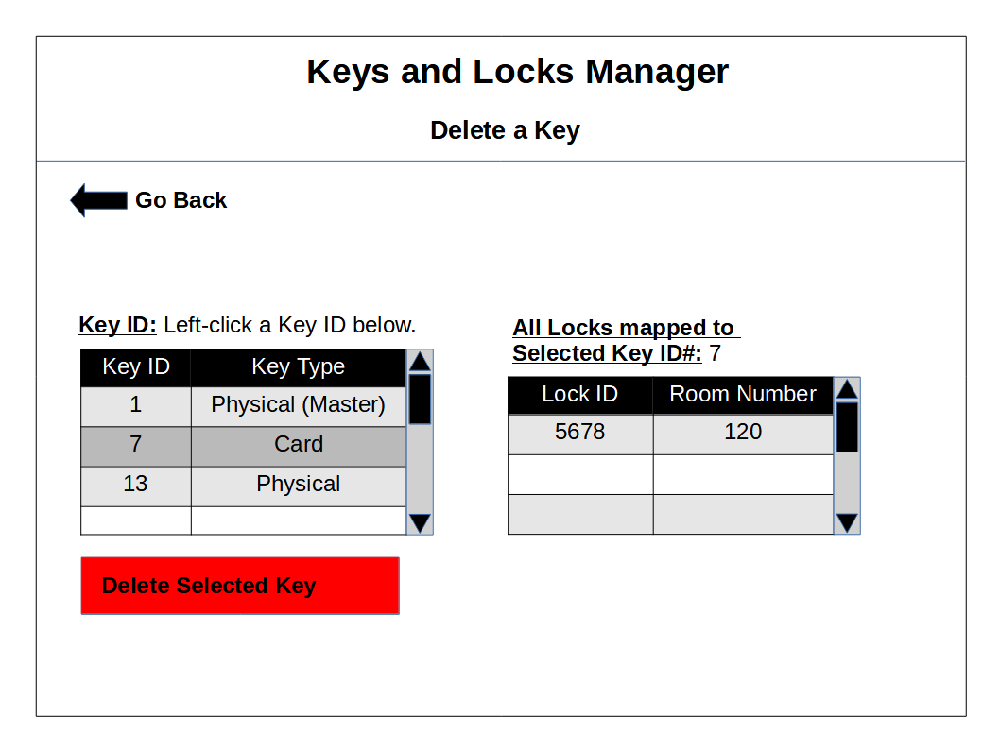 Keys and Locks Manager
Delete a Key
Go Back
Key ID: Left-click a Key ID below.
Key ID Key Type
1 Physical (Master)
7 Card
13 Physical
Delete Selected Key
All Locks mapped to
Selected Key ID#: 7
Lock ID Room Number
5678 120